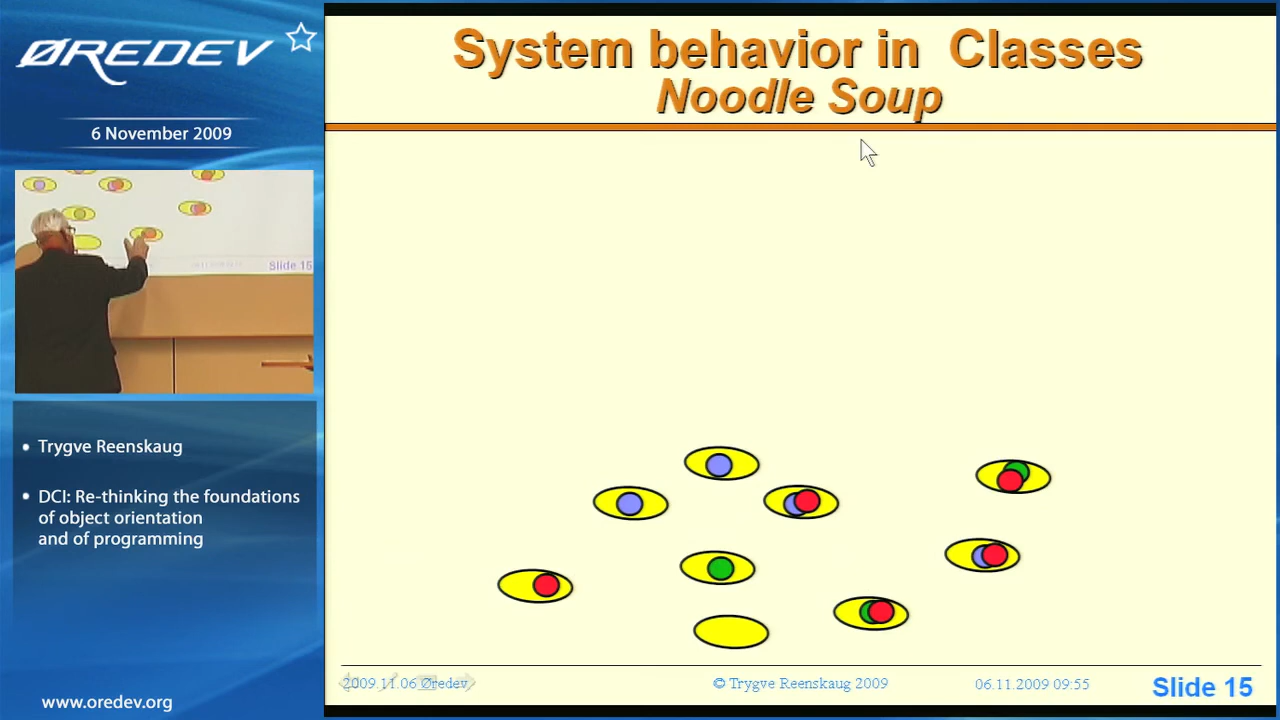 ØREDEV
6 November 2009
Slide 15
• Trygve Reenskaug
• DCI: Re-thinking the foundations
of object orientation
and of programming
www.oredev.org
System behavior in Classes
Noodle Soup
2009.11.06 Øredev
© Trygve Reenskaug 2009
06.11.2009 09:55
Slide 15